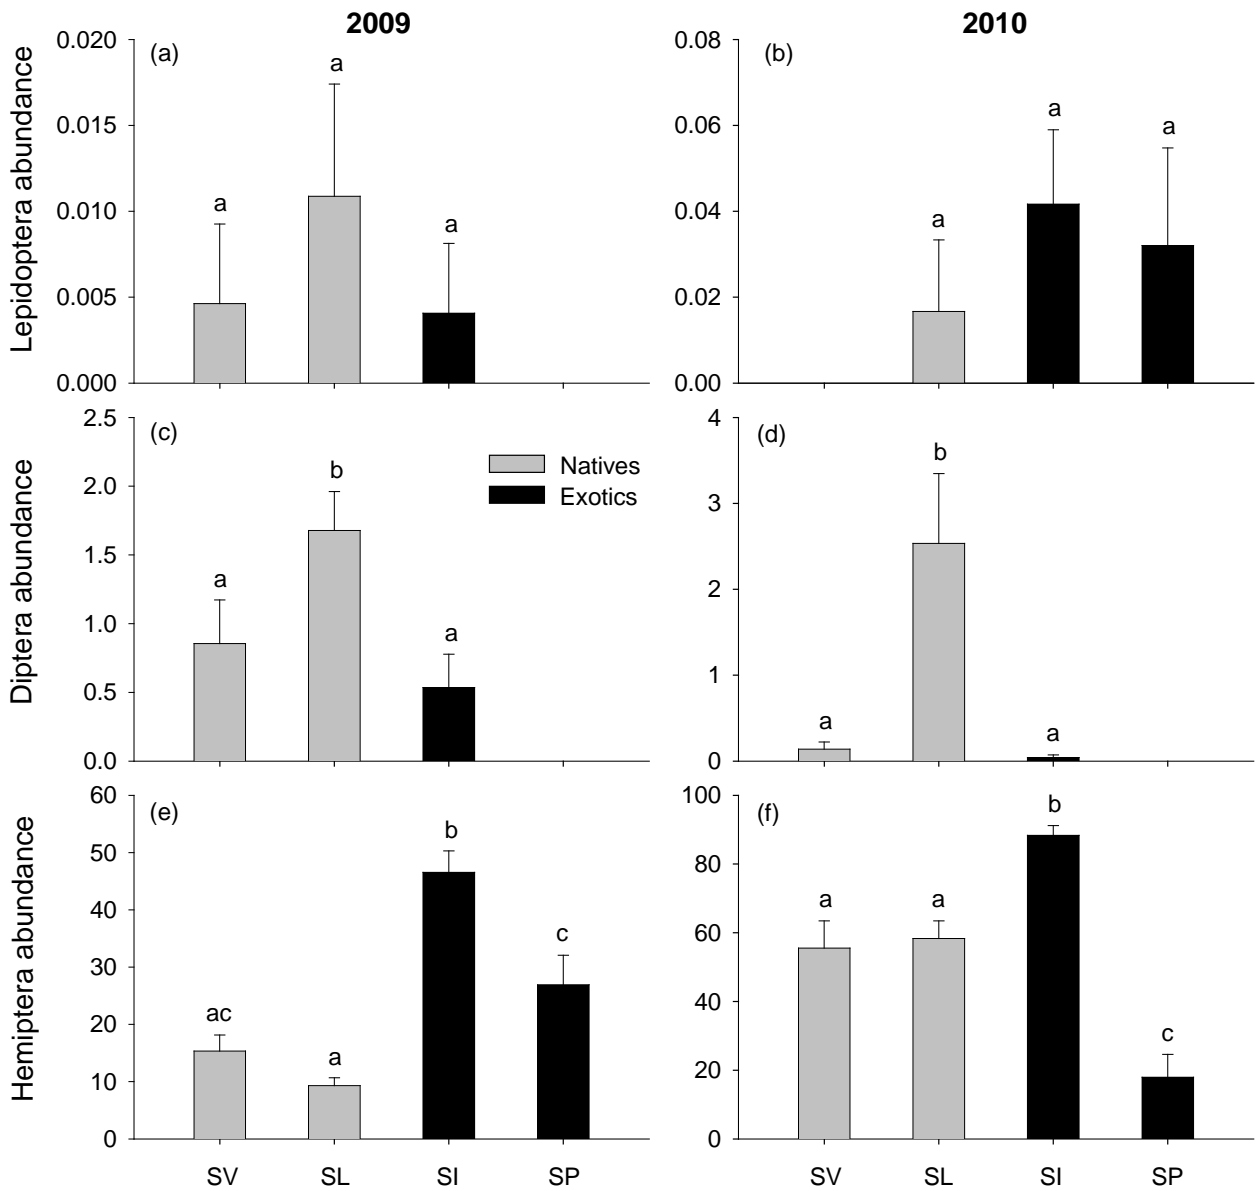 2009
2010
Lepidoptera abundance
0.020
0.015
0.010
0.005
0.000
(a)
a
a
a
0.08
0.06
0.04
0.02
0.00
(b)
a
a
a
Diptera abundance
2.5
2.0
1.5
1.0
0.5
0.0
(c)
a
b
a
Natives
Exotics
4
3
2
1
0
(d)
a
b
a
Hemiptera abundance
60
50
40
30
20
10
0
(e)
ac
a
b
c
SV SL SI SP
100
80
60
40
20
0
(f)
a
a
b
c
SV SL SI SP